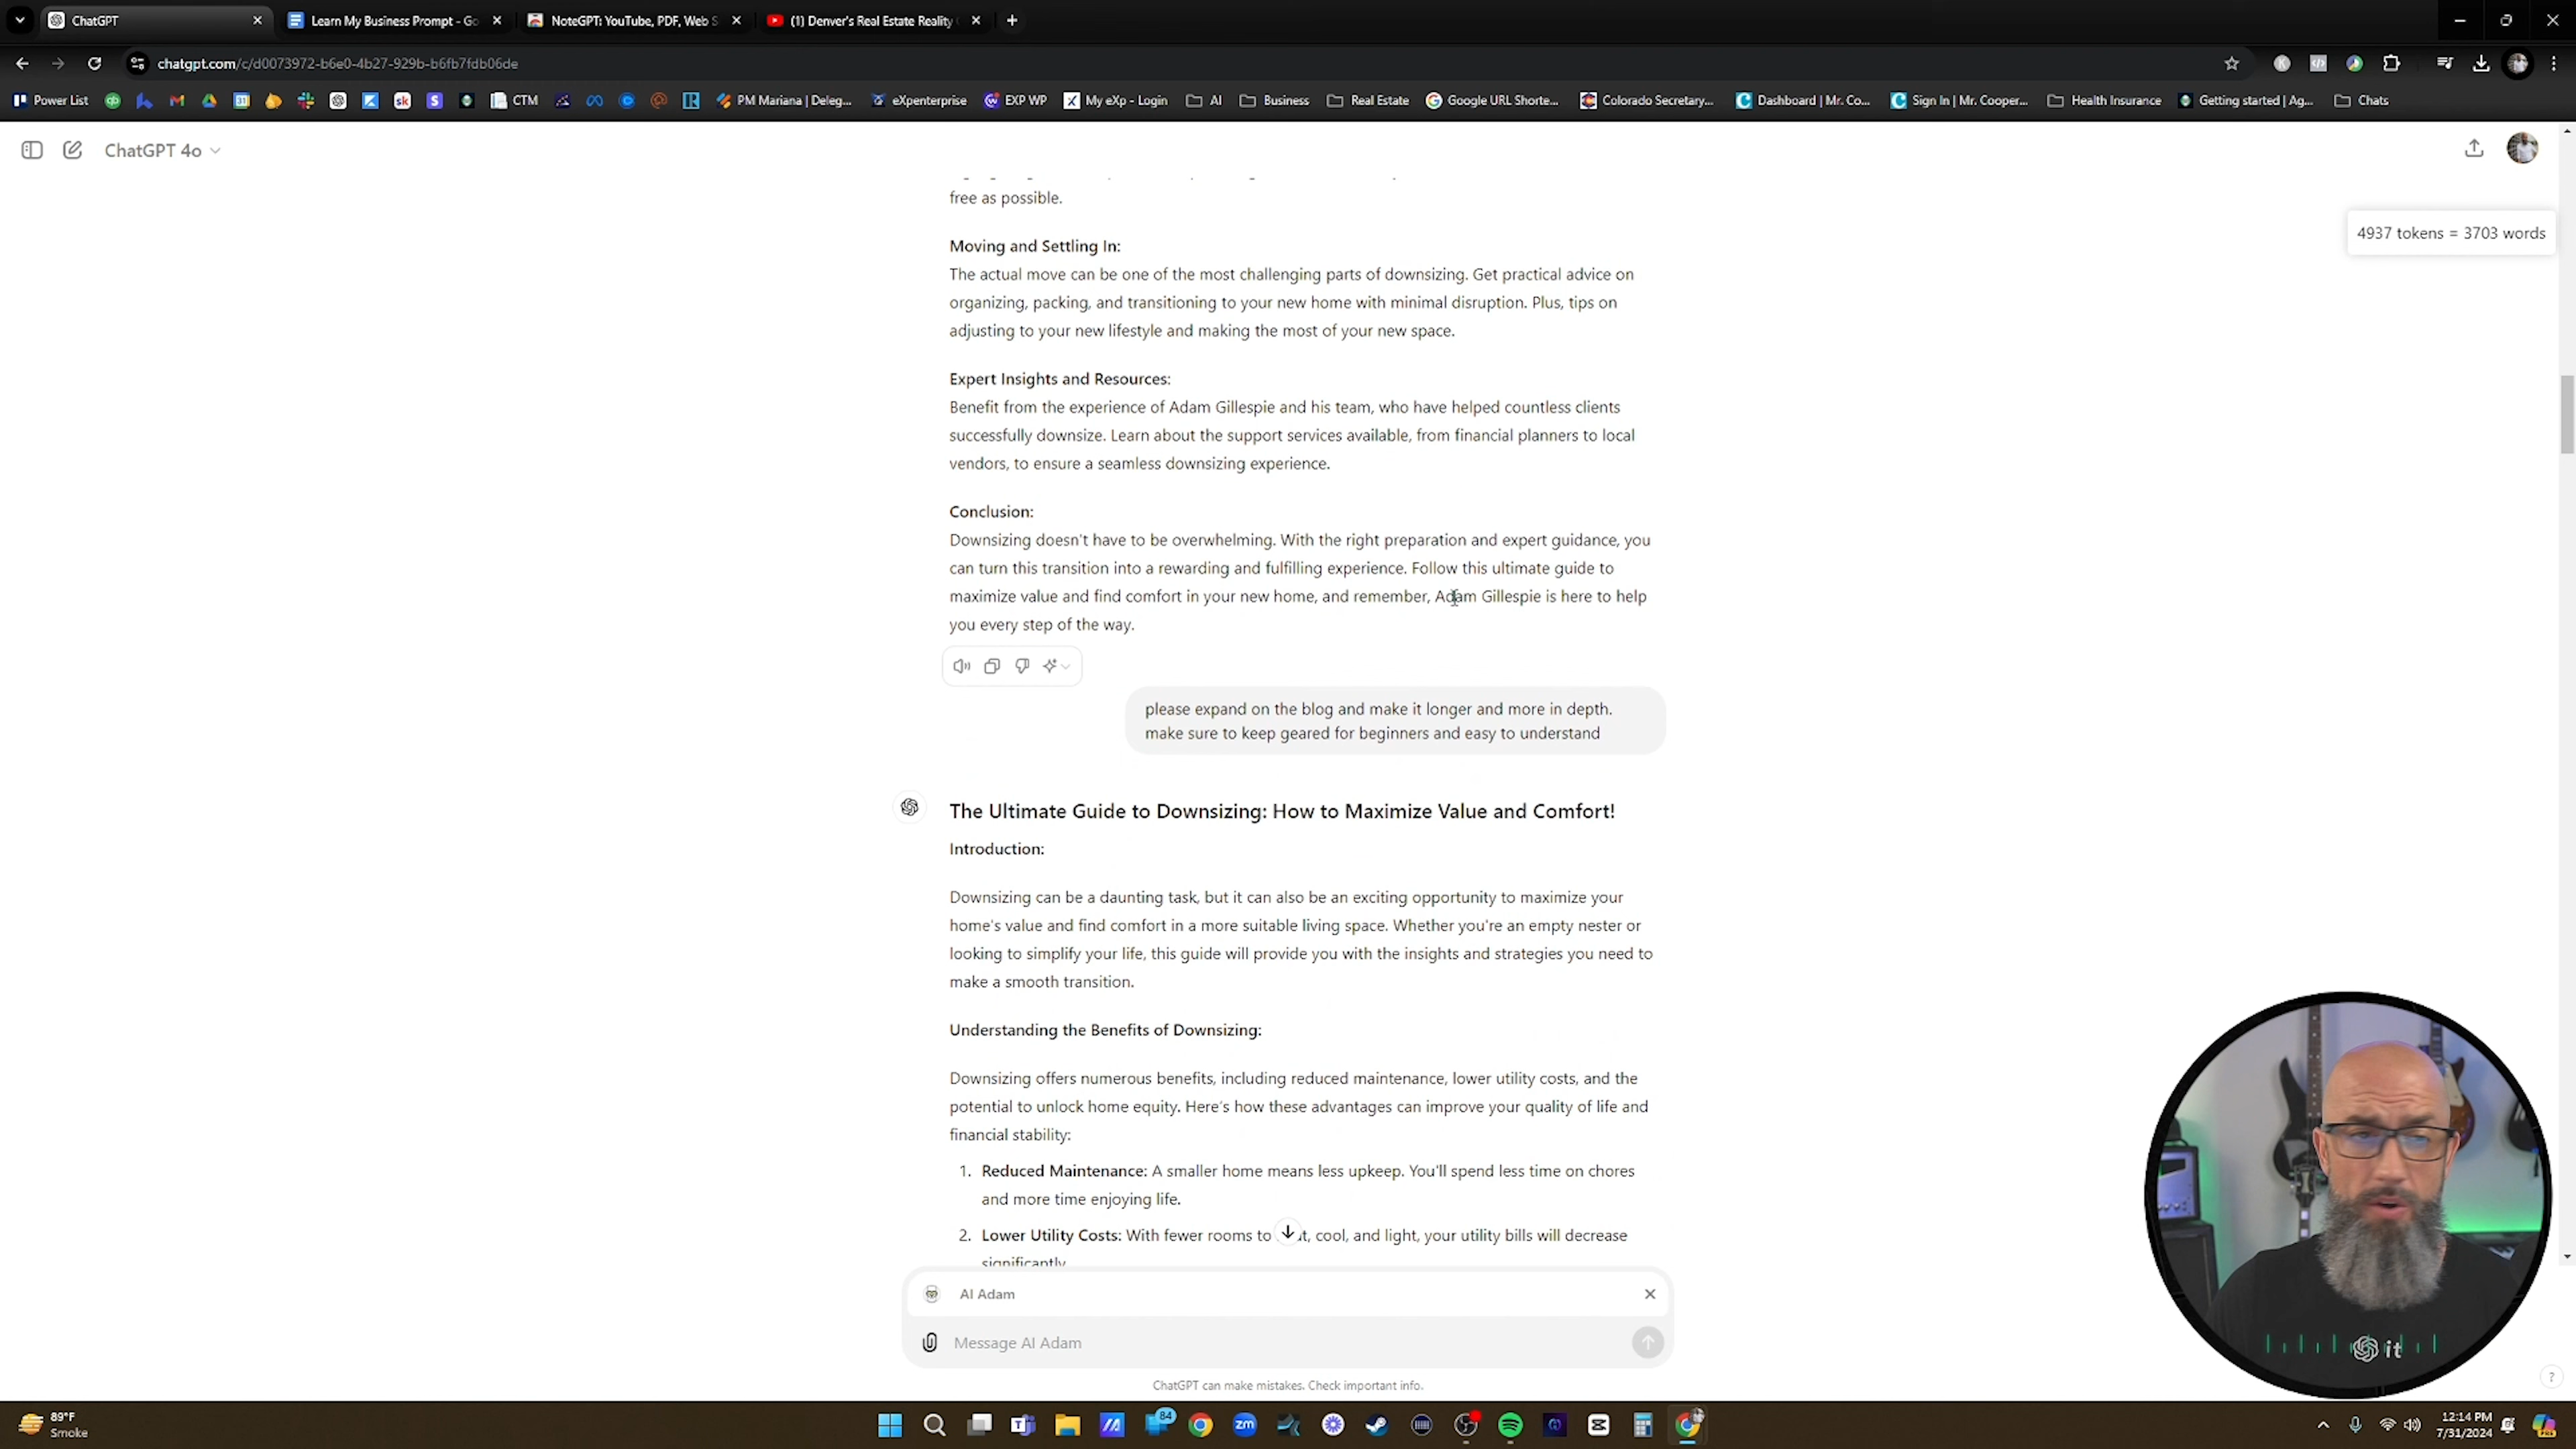 ChatGPT
Learn My Business Prompt - Go
NoteGPT: YouTube, PDF, Web S
(1) Denver's Real Estate Reality
chatgpt.com/c/d0073972-b6e0-4b27-929b-b6fb7fdb06de
Power List
CTM
PM Mariana | Deleg...
eXpenterprise
EXP WP
My eXp - Login
AI
Business
Real Estate
Google URL Shorte...
Colorado Secretary...
Dashboard | Mr. Co...
Sign In | Mr. Cooper...
Health Insurance
Getting started | Ag...
Chats
ChatGPT 4o
4937 tokens = 3703 words
free as possible.
Moving and Settling In:
The actual move can be one of the most challenging parts of downsizing. Get practical advice on
organizing, packing, and transitioning to your new home with minimal disruption. Plus, tips on
adjusting to your new lifestyle and making the most of your new space.
Expert Insights and Resources:
Benefit from the experience of Adam Gillespie and his team, who have helped countless clients
successfully downsize. Learn about the support services available, from financial planners to local
vendors, to ensure a seamless downsizing experience.
Conclusion:
Downsizing doesn't have to be overwhelming. With the right preparation and expert guidance, you
can turn this transition into a rewarding and fulfilling experience. Follow this ultimate guide to
maximize value and find comfort in your new home, and remember, Adam Gillespie is here to help
you every step of the way.
please expand on the blog and make it longer and more in depth.
make sure to keep geared for beginners and easy to understand
The Ultimate Guide to Downsizing: How to Maximize Value and Comfort!
Introduction:
Downsizing can be a daunting task, but it can also be an exciting opportunity to maximize your
home's value and find comfort in a more suitable living space. Whether you're an empty nester or
looking to simplify your life, this guide will provide you with the insights and strategies you need to
make a smooth transition.
Understanding the Benefits of Downsizing:
Downsizing offers numerous benefits, including reduced maintenance, lower utility costs, and the
potential to unlock home equity. Here's how these advantages can improve your quality of life and
financial stability:
1. Reduced Maintenance: A smaller home means less upkeep. You'll spend less time on chores
and more time enjoying life.
2. Lower Utility Costs: With fewer rooms to t, cool, and light, your utility bills will decrease
significantly
AI Adam
Message AI Adam
ChatGPT can make mistakes. Check important info.
it
?
89°F
Smoke
84
zm
12:14 PM
7/31/2024